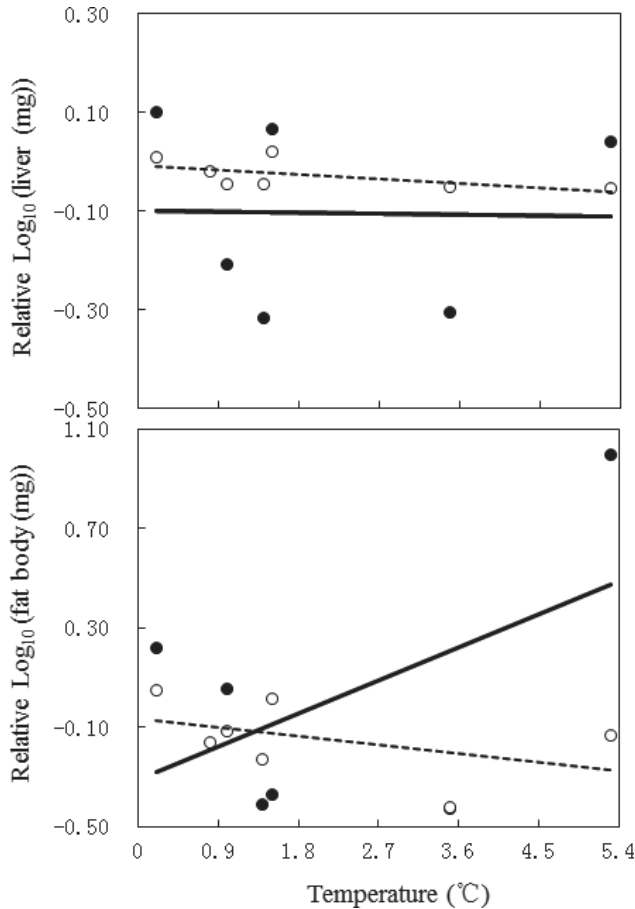 Relative Log10 (liver (mg))
0.30
0.10
-0.10
-0.30
-0.50
Relative Log10 (fat body (mg))
1.10
0.70
0.30
-0.10
-0.50
0 0.9 1.8 2.7 3.6 4.5 5.4
Temperature (℃)